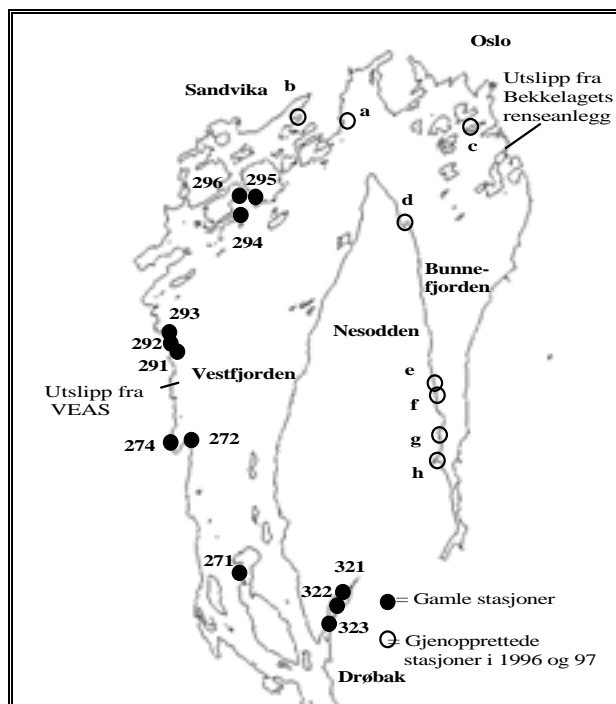 Oslo
Utslipp fra
Bekkelagets
renseanlegg
Sandvika
b
a
c
296
295
294
d
Bunne-
fjorden
293
292
291
Nesodden
Vestfjorden
Utslipp fra
VEAS
e
f
g
h
274
272
271
321
322
323
= Gamle stasjoner
= Gjenopprettede
stasjoner i 1996 og 97
Drøbak